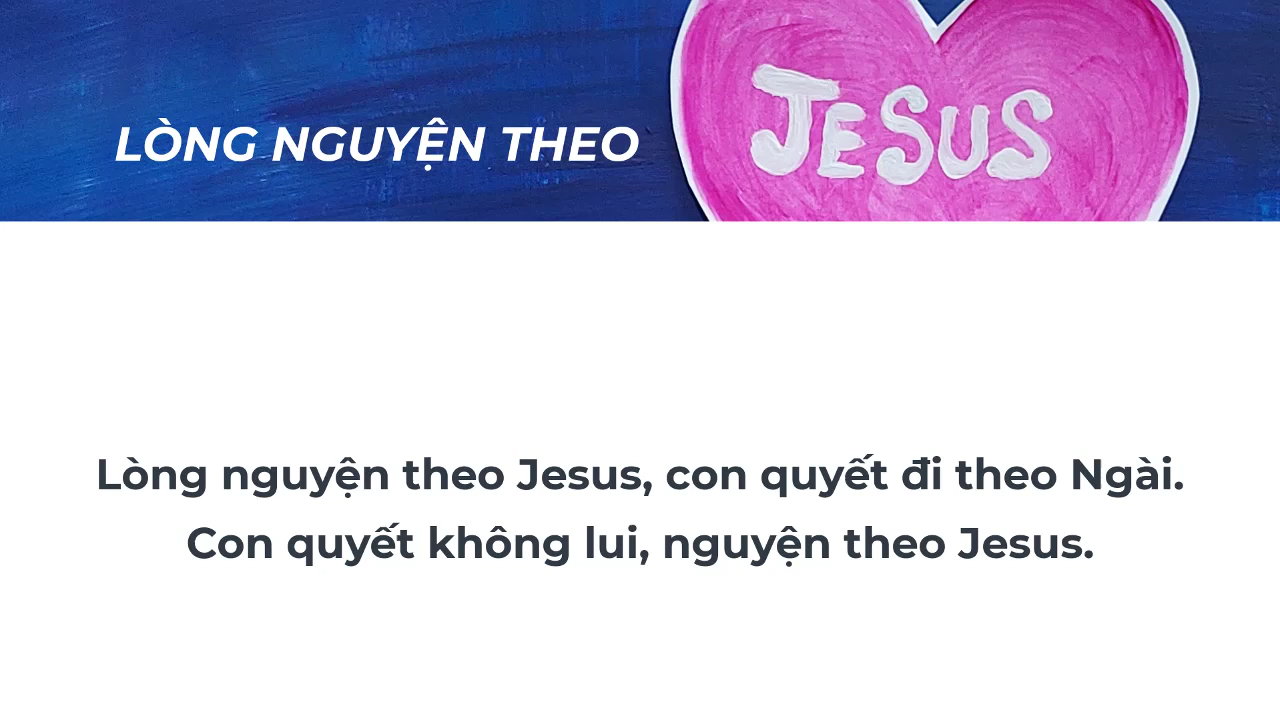 LÒNG NGUYỆN THEO JESUS
Lòng nguyện theo Jesus, con quyết đi theo Ngài.
Con quyết không lui, nguyện theo Jesus.